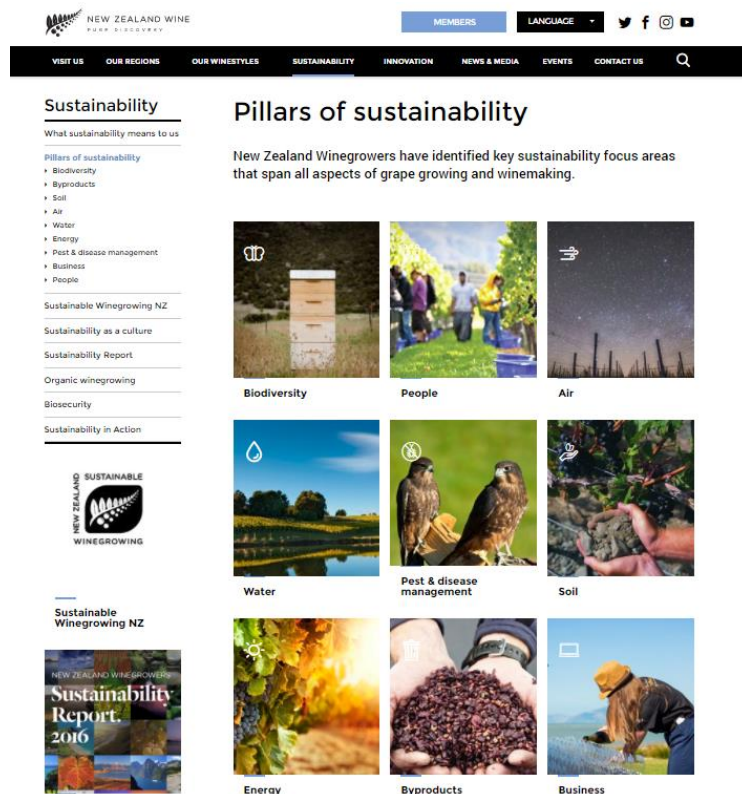 NEW ZEALAND WINE
PURE DISCOVERY
MEMBERS
LANGUAGE
VISIT US
OUR REGIONS
OUR WINESTYLES
SUSTAINABILITY
INNOVATION
NEWS & MEDIA
EVENTS
CONTACT US
Sustainability
What sustainability means to us
Pillars of sustainability
Biodiversity
Byproducts
Soil
Air
Water
Energy
Pest & disease management
Business
People
Sustainable Winegrowing NZ
Sustainability as a culture
Sustainability Report
Organic winegrowing
Biosecurity
Sustainability in Action
NEW ZEALAND
SUSTAINABLE
WINEGROWING
Sustainable
Winegrowing NZ
NEW ZEALAND WINEGROWERS
Sustainability
Report.
2016
Pillars of sustainability
New Zealand Winegrowers have identified key sustainability focus areas
that span all aspects of grape growing and winemaking.
Biodiversity
People
Air
Water
Pest & disease
management
Soil
Energy
Byproducts
Business